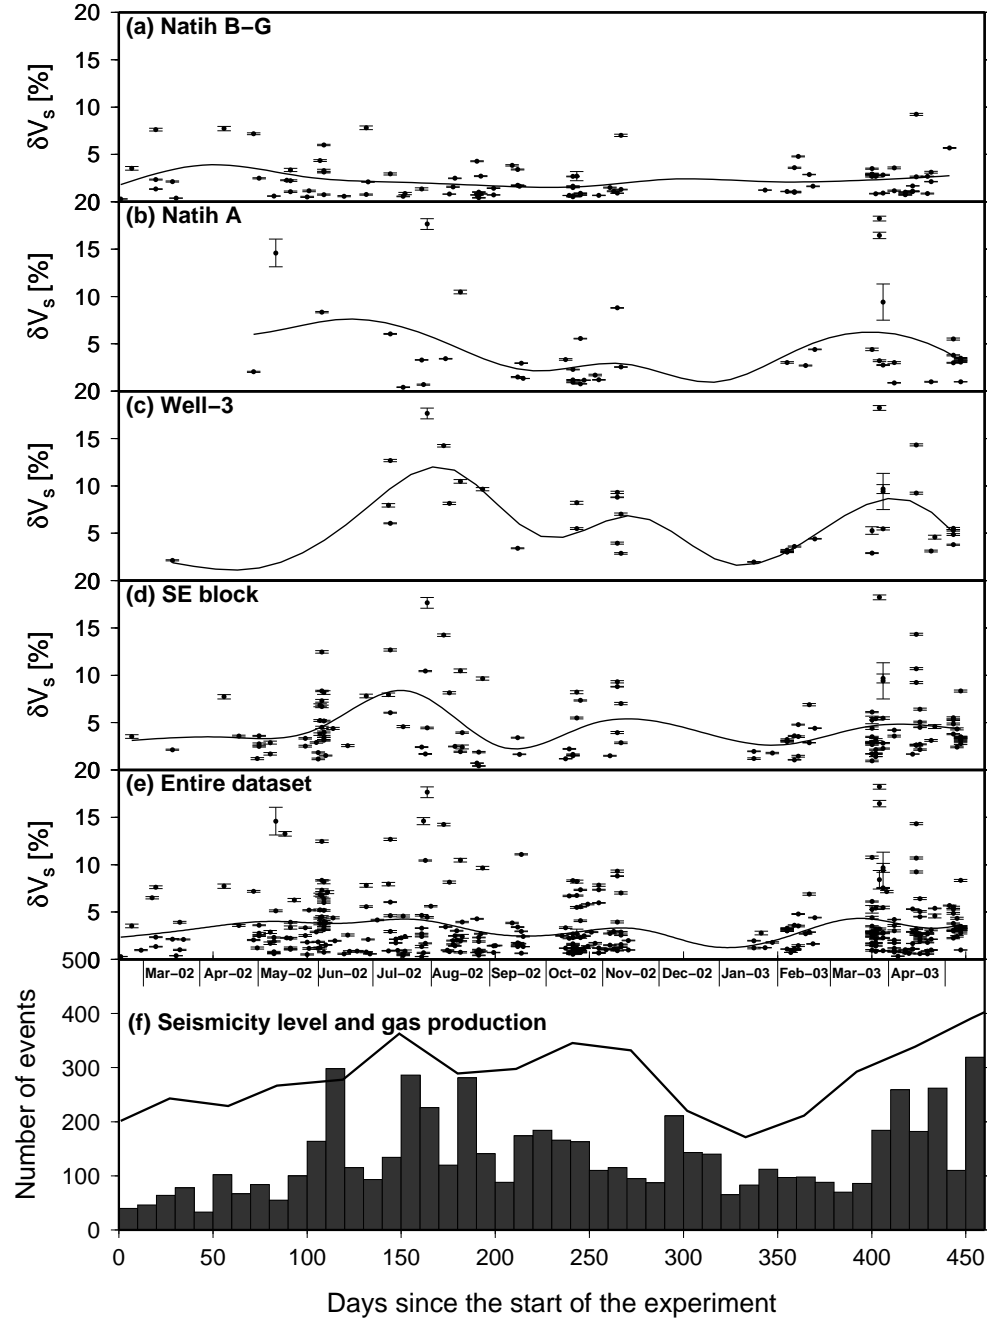 20
(a) Natih B–G
15
10
5
δVs [%]
20
(b) Natih A
15
10
5
δVs [%]
20
(c) Well–3
15
10
5
δVs [%]
20
(d) SE block
15
10
5
δVs [%]
20
(e) Entire dataset
15
10
5
0
δVs [%]
Mar–02 Apr–02 May–02 Jun–02 Jul–02 Aug–02 Sep–02 Oct–02 Nov–02 Dec–02 Jan–03 Feb–03 Mar–03 Apr–03
500
(f) Seismicity level and gas production
400
300
200
100
0
Number of events
0 50 100 150 200 250 300 350 400 450
Days since the start of the experiment